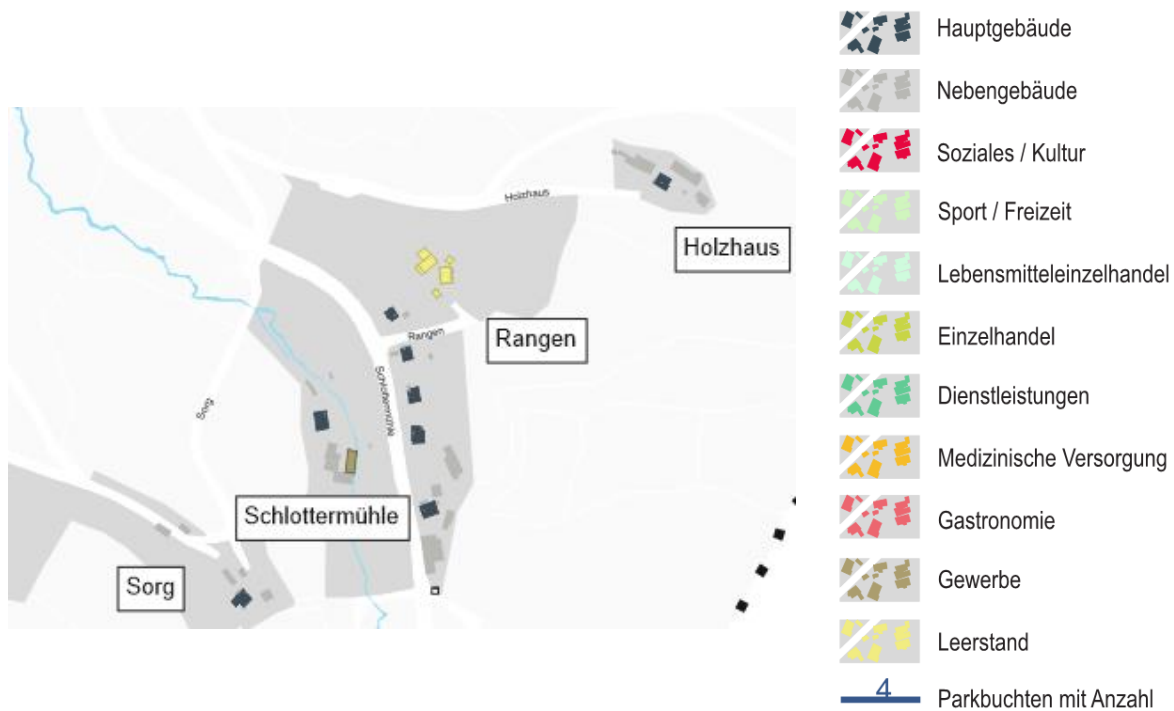 Holzhaus
Holzhaus
Rangen
Rangen
Schlottermühle
Sorg
Schlottermühle
Sorg
Hauptgebäude
Nebengebäude
Soziales / Kultur
Sport / Freizeit
Lebensmitteleinzelhandel
Einzelhandel
Dienstleistungen
Medizinische Versorgung
Gastronomie
Gewerbe
Leerstand
4
Parkbuchten mit Anzahl